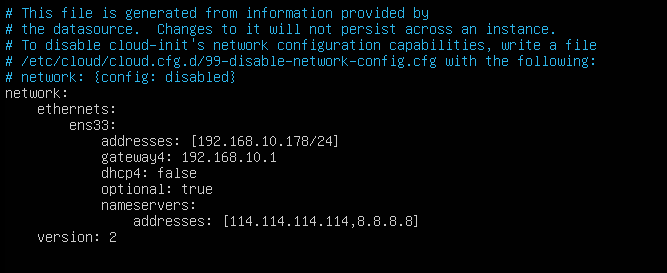 # This file is generated from information provided by
# the datasource.  Changes to it will not persist across an instance.
# To disable cloud-init's network configuration capabilities, write a file
# /etc/cloud/cloud.cfg.d/99-disable-network-config.cfg with the following:
# network: {config: disabled}
network:
    ethernets:
        ens33:
            addresses: [192.168.10.178/24]
            gateway4: 192.168.10.1
            dhcp4: false
            optional: true
            nameservers:
                addresses: [114.114.114.114,8.8.8.8]
    version: 2